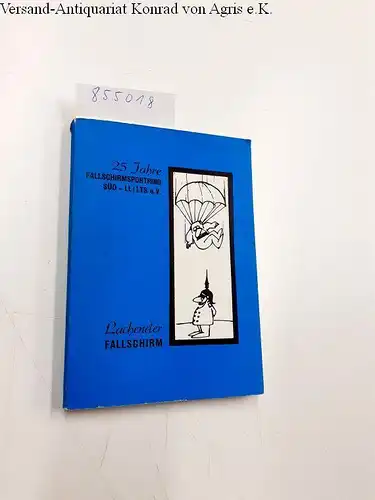 Versand-Antiquariat Konrad von Agris e.K.
855018
25 Jahre
FALLSCHIRMSPORTRING
SÜD - LL/LTS e.V.
Lachender
FALLSCHIRM